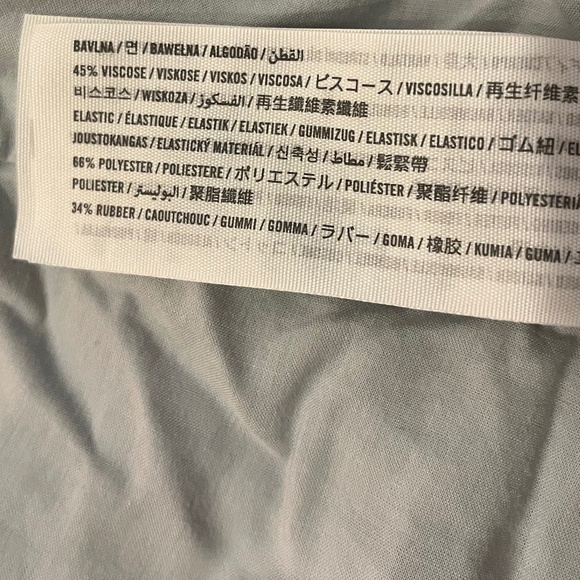 BAVLNA / 면 / BAWEŁNA / ALGODÃO / القطن
45% VISCOSE / VISKOSE / VISKOS / VISCOSA / ビスコース / VISCOSILLA / 再生纤维素
비스코스 / WISKOZA / الفسكوز / 再生纖維素纖維
ELASTIC / ÉLASTIQUE / ELASTIK / ELASTIEK / GUMMIZUG / ELASTISK / ELASTICO / ゴム紐 / EL
JOUSTOKANGAS / ELASTICKÝ MATERIÁL / 신축성 / مطاط / 鬆緊帶
66% POLYESTER / POLIESTERE / ポリエステル / POLIÉSTER / 聚酯纤维 / POLYESTERIÄ
POLIESTER / البوليستر / 聚脂纖維
34% RUBBER / CAOUTCHOUC / GUMMI / GOMMA / ラバー / GOMA / 橡胶 / KUMIA / GUMA /